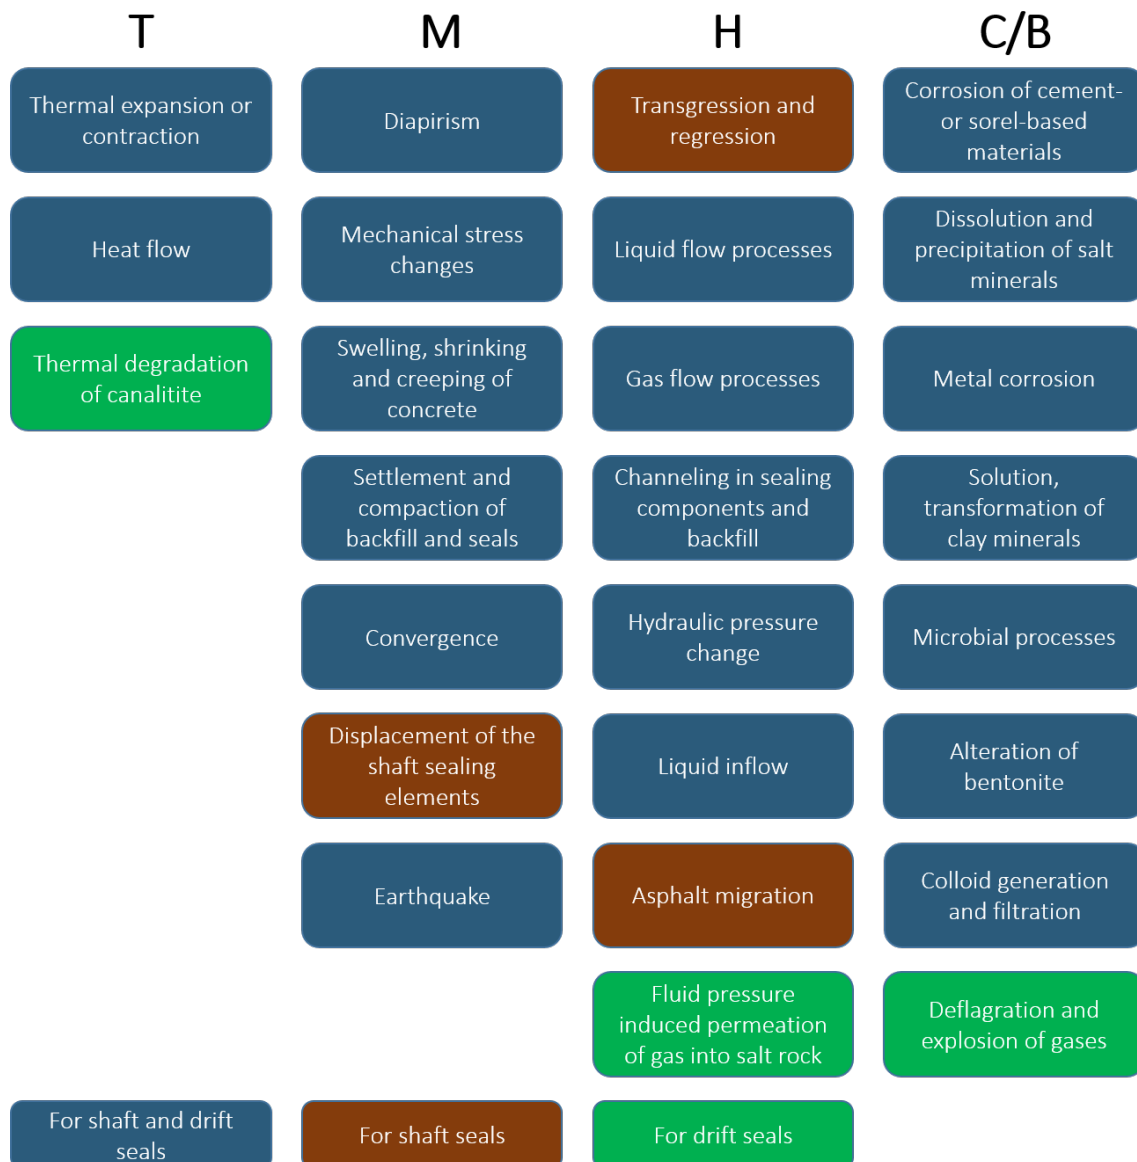 T
M
H
C/B
Thermal expansion or
contraction
Diapirism
Transgression and
regression
Corrosion of cement-
or sorel-based
materials
Heat flow
Mechanical stress
changes
Liquid flow processes
Dissolution and
precipitation of salt
minerals
Thermal degradation
of canalitite
Swelling, shrinking
and creeping of
concrete
Gas flow processes
Metal corrosion
Settlement and
compaction of
backfill and seals
Channeling in sealing
components and
backfill
Solution,
transformation of
clay minerals
Convergence
Hydraulic pressure
change
Microbial processes
Displacement of the
shaft sealing
elements
Liquid inflow
Alteration of
bentonite
Earthquake
Asphalt migration
Colloid generation
and filtration
Fluid pressure
induced permeation
of gas into salt rock
Deflagration and
explosion of gases
For shaft and drift
seals
For shaft seals
For drift seals